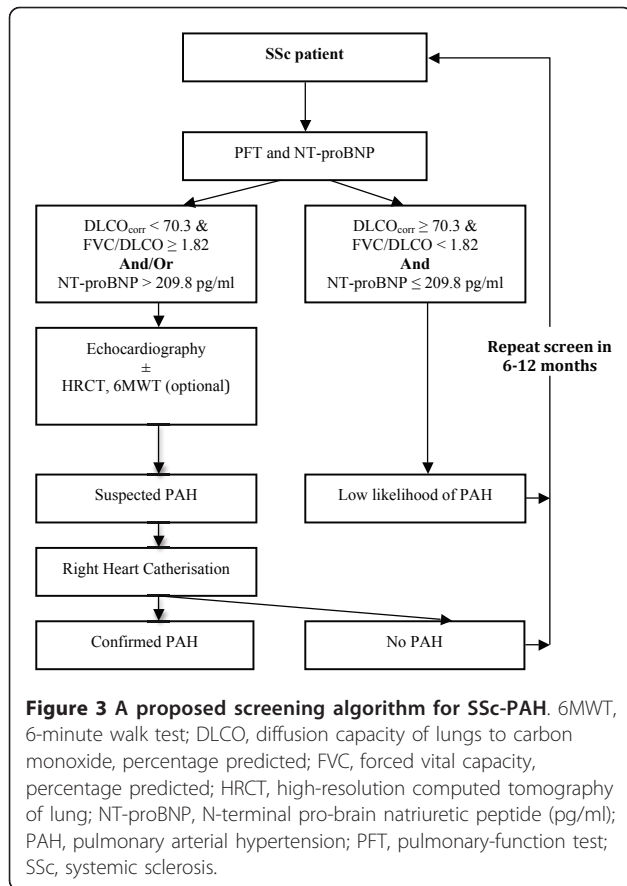 SSc patient
PFT and NT-proBNP
DLCOcorr < 70.3 &
FVC/DLCO ≥ 1.82
And/Or
NT-proBNP > 209.8 pg/ml
DLCOcorr ≥ 70.3 &
FVC/DLCO < 1.82
And
NT-proBNP ≤ 209.8 pg/ml
Echocardiography
±
HRCT, 6MWT (optional)
Repeat screen in
6-12 months
Suspected PAH
Low likelihood of PAH
Right Heart Catherisation
Confirmed PAH
No PAH
Figure 3 A proposed screening algorithm for SSc-PAH. 6MWT,
6-minute walk test; DLCO, diffusion capacity of lungs to carbon
monoxide, percentage predicted; FVC, forced vital capacity,
percentage predicted; HRCT, high-resolution computed tomography
of lung; NT-proBNP, N-terminal pro-brain natriuretic peptide (pg/ml);
PAH, pulmonary arterial hypertension; PFT, pulmonary-function test;
SSc, systemic sclerosis.